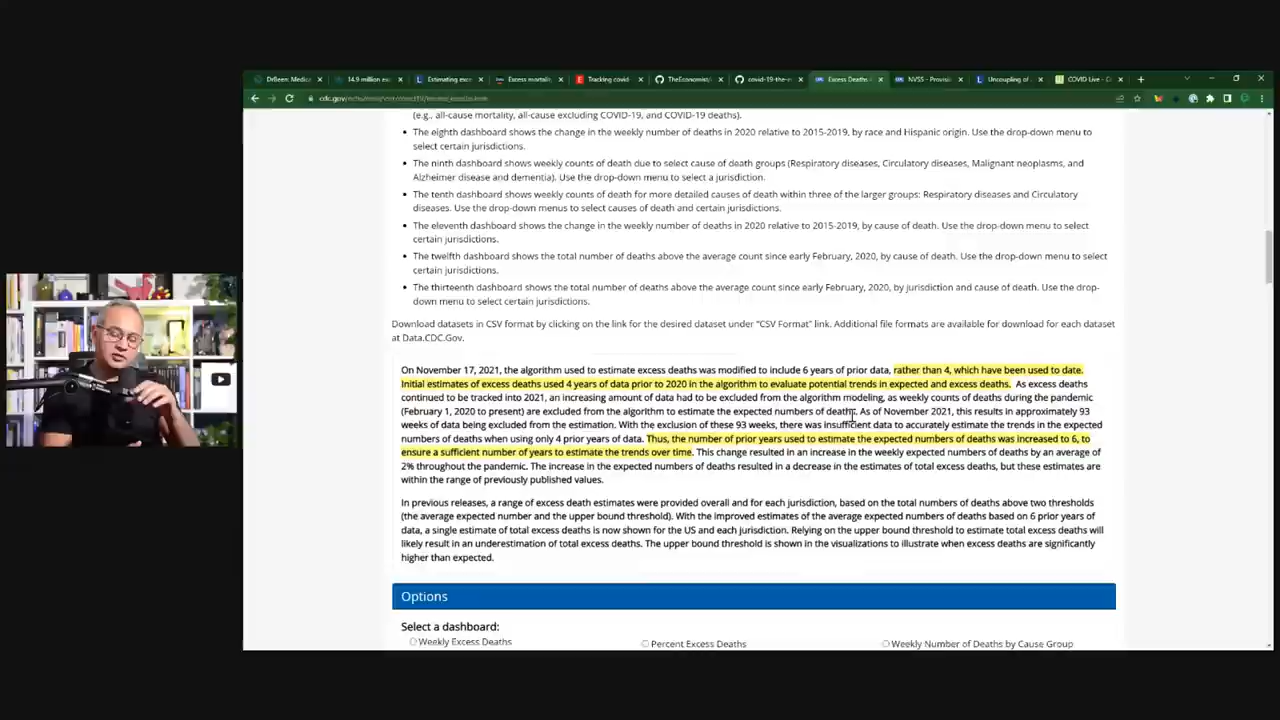 DrBeen: Medica
14.9 million ex
Estimating exce
Excess mortali
Tracking covid-
TheEconomist/
covid-19-the-e
Excess Deaths
NVSS - Provisio
Uncoupling of
COVID Live - C
(e.g., all-cause mortality, all-cause excluding COVID-19, and COVID-19 deaths).
• The eighth dashboard shows the change in the weekly number of deaths in 2020 relative to 2015-2019, by race and Hispanic origin. Use the drop-down menu to
select certain jurisdictions.
• The ninth dashboard shows weekly counts of death due to select cause of death groups (Respiratory diseases, Circulatory diseases, Malignant neoplasms, and
Alzheimer disease and dementia). Use the drop-down menu to select a jurisdiction.
• The tenth dashboard shows weekly counts of death for more detailed causes of death within three of the larger groups: Respiratory diseases and Circulatory
diseases. Use the drop-down menus to select causes of death and certain jurisdictions.
• The eleventh dashboard shows the change in the weekly number of deaths in 2020 relative to 2015-2019, by cause of death. Use the drop-down menu to select
certain jurisdictions.
• The twelfth dashboard shows the total number of deaths above the average count since early February, 2020, by cause of death. Use the drop-down menu to select
certain jurisdictions.
• The thirteenth dashboard shows the total number of deaths above the average count since early February, 2020, by jurisdiction and cause of death. Use the drop-
down menu to select certain jurisdictions.
Download datasets in CSV format by clicking on the link for the desired dataset under "CSV Format" link. Additional file formats are available for download for each dataset
at Data.CDC.Gov.
On November 17, 2021, the algorithm used to estimate excess deaths was modified to include 6 years of prior data, rather than 4, which have been used to date.
Initial estimates of excess deaths used 4 years of data prior to 2020 in the algorithm to evaluate potential trends in expected and excess deaths. As excess deaths
continued to be tracked into 2021, an increasing amount of data had to be excluded from the algorithm modeling, as weekly counts of deaths during the pandemic
(February 1, 2020 to present) are excluded from the algorithm to estimate the expected numbers of deaths. As of November 2021, this results in approximately 93
weeks of data being excluded from the estimation. With the exclusion of these 93 weeks, there was insufficient data to accurately estimate the trends in the expected
numbers of deaths when using only 4 prior years of data. Thus, the number of prior years used to estimate the expected numbers of deaths was increased to 6, to
ensure a sufficient number of years to estimate the trends over time. This change resulted in an increase in the weekly expected numbers of deaths by an average of
2% throughout the pandemic. The increase in the expected numbers of deaths resulted in a decrease in the estimates of total excess deaths, but these estimates are
within the range of previously published values.
In previous releases, a range of excess death estimates were provided overall and for each jurisdiction, based on the total numbers of deaths above two thresholds
(the average expected number and the upper bound threshold). With the improved estimates of the average expected numbers of deaths based on 6 prior years of
data, a single estimate of total excess deaths is now shown for the US and each jurisdiction. Relying on the upper bound threshold to estimate total excess deaths will
likely result in an underestimation of total excess deaths. The upper bound threshold is shown in the visualizations to illustrate when excess deaths are significantly
higher than expected.
Options
Select a dashboard:
Weekly Excess Deaths
Percent Excess Deaths
Weekly Number of Deaths by Cause Group